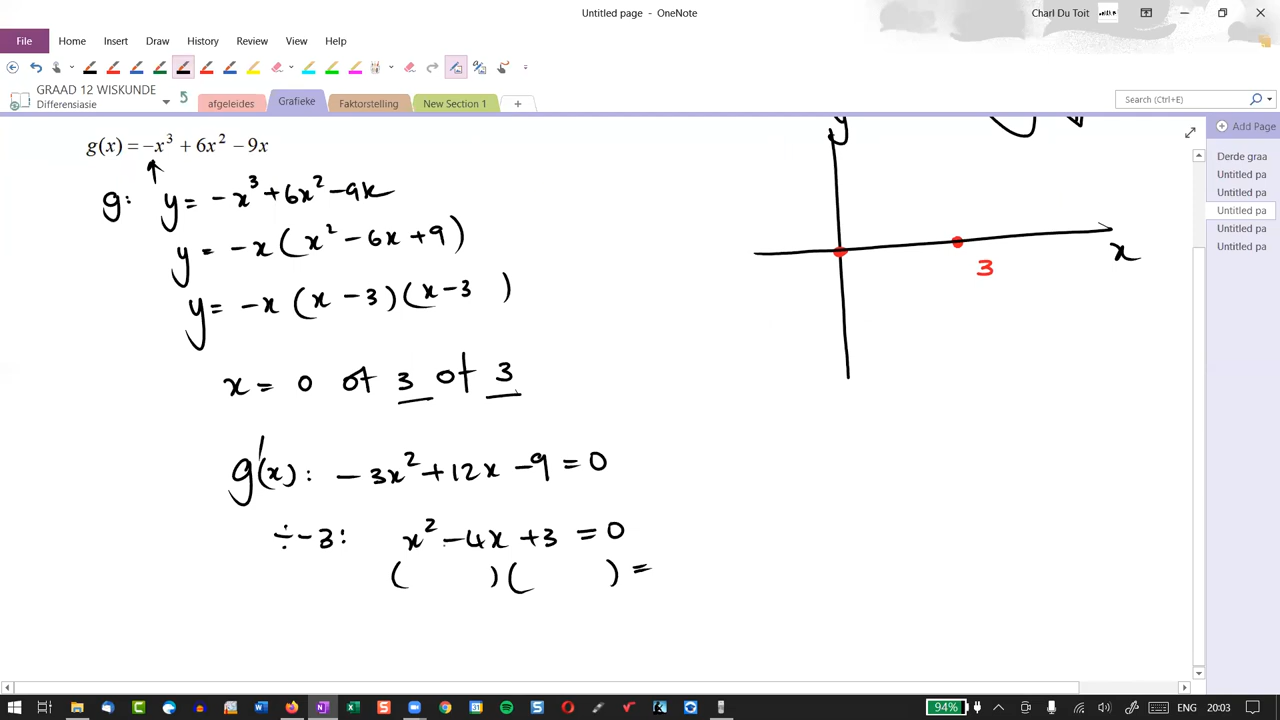 Untitled page - OneNote
Charl Du Toit
File Home Insert Draw History Review View Help
GRAAD 12 WISKUNDE
Differensiasie
afgeleides Grafieke Faktorstelling New Section 1 +
Search (Ctrl+E)
Add Page
Derde graa
Untitled pa
Untitled pa
Untitled pa
Untitled pa
Untitled pa
g(x) = -x³ + 6x² - 9x
g: y = -x³ + 6x² - 9x
y = -x(x² - 6x + 9)
y = -x(x - 3)(x - 3 )
x = 0 of 3 of 3
g'(x): -3x² + 12x - 9 = 0
÷-3: x² - 4x + 3 = 0
( )( ) =
y
x
3
94%
ENG 20:03